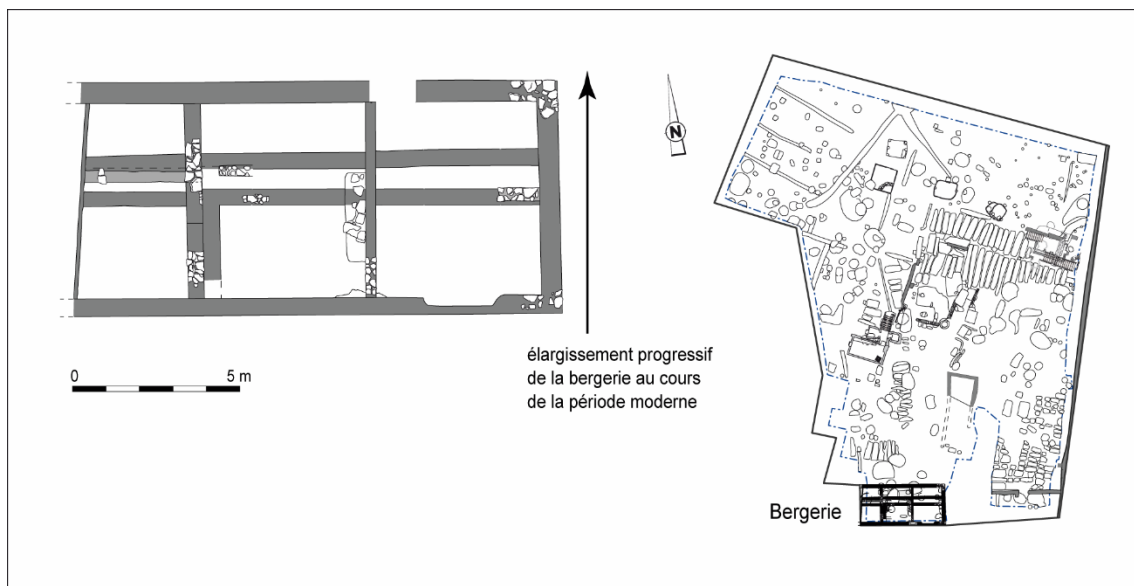 N
élargissement progressif
de la bergerie au cours
de la période moderne
0 5 m
Bergerie